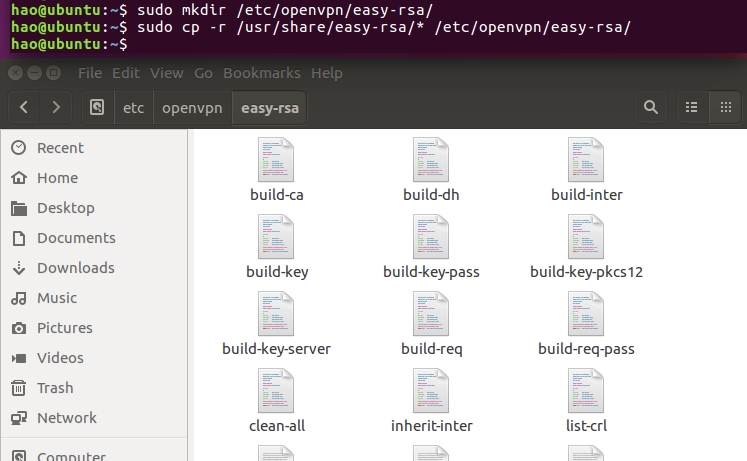 hao@ubuntu:~$ sudo mkdir /etc/openvpn/easy-rsa/
hao@ubuntu:~$ sudo cp -r /usr/share/easy-rsa/* /etc/openvpn/easy-rsa/
hao@ubuntu:~$
File Edit View Go Bookmarks Help
etc openvpn easy-rsa
Recent
Home
Desktop
Documents
Downloads
Music
Pictures
Videos
Trash
Network
Computer
build-ca build-dh build-inter
build-key build-key-pass build-key-pkcs12
build-key-server build-req build-req-pass
clean-all inherit-inter list-crl